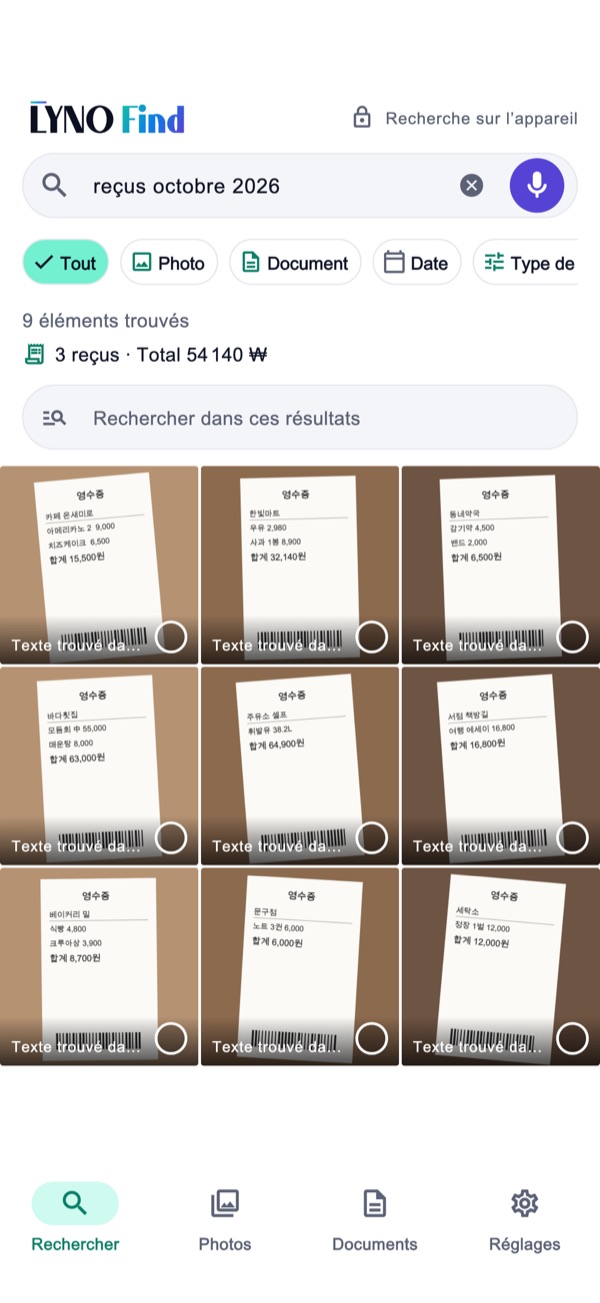 LYNO Find
Recherche sur l'appareil
reçus octobre 2026
Tout
Photo
Document
Date
Type de
9 éléments trouvés
3 reçus · Total 54 140 ₩
Rechercher dans ces résultats
영수증
카페 온새미로
아메리카노 2 9,000
치즈케이크 6,500
합계 15,500원
Texte trouvé da...
영수증
한빛마트
우유 2,980
사과 1봉 8,900
합계 32,140원
Texte trouvé da...
영수증
동네약국
감기약 4,500
밴드 2,000
합계 6,500원
Texte trouvé da...
영수증
바다횟집
모둠회 中 55,000
매운탕 8,000
합계 63,000원
Texte trouvé da...
영수증
주유소 셀프
휘발유 38.2L
합계 64,900원
Texte trouvé da...
영수증
서점 책방길
여행 에세이 16,800
합계 16,800원
Texte trouvé da...
영수증
베이커리 밀
식빵 4,800
크루아상 3,900
합계 8,700원
Texte trouvé da...
영수증
문구점
노트 3권 6,000
합계 6,000원
Texte trouvé da...
영수증
세탁소
정장 1벌 12,000
합계 12,000원
Texte trouvé da...
Rechercher
Photos
Documents
Réglages